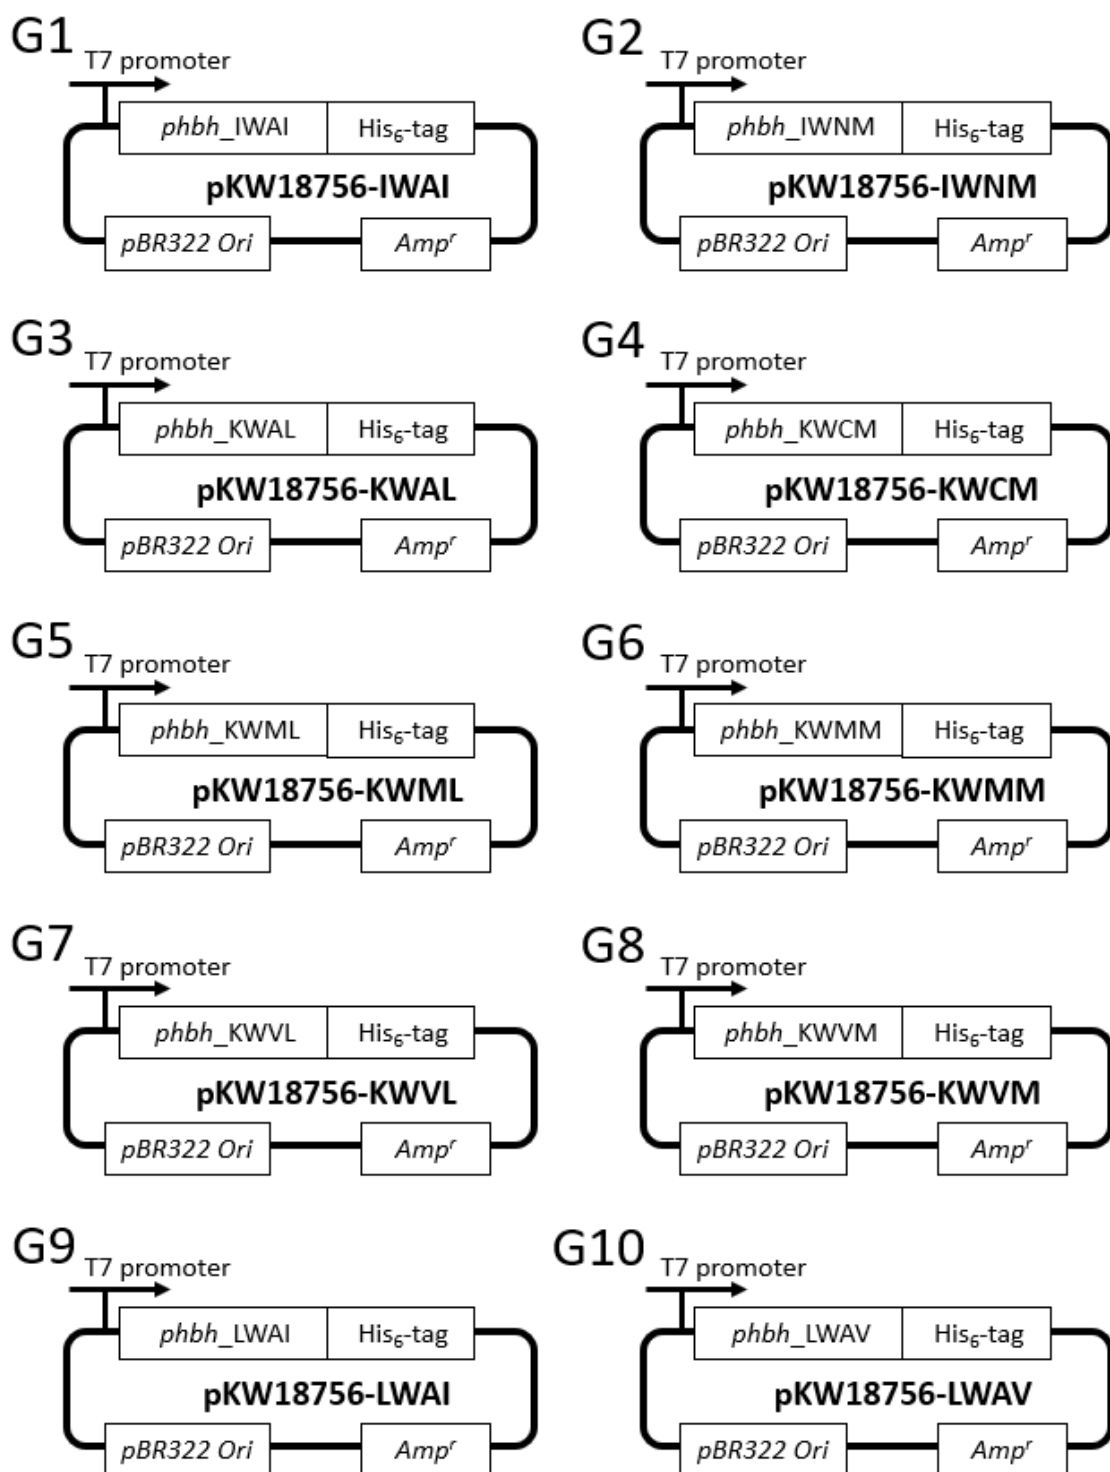 G1
T7 promoter
phbh_IWAI His₆-tag
pKW18756-IWAI
pBR322 Ori Ampʳ
G2
T7 promoter
phbh_IWNM His₆-tag
pKW18756-IWNM
pBR322 Ori Ampʳ
G3
T7 promoter
phbh_KWAL His₆-tag
pKW18756-KWAL
pBR322 Ori Ampʳ
G4
T7 promoter
phbh_KWCM His₆-tag
pKW18756-KWCM
pBR322 Ori Ampʳ
G5
T7 promoter
phbh_KWML His₆-tag
pKW18756-KWML
pBR322 Ori Ampʳ
G6
T7 promoter
phbh_KWMM His₆-tag
pKW18756-KWMM
pBR322 Ori Ampʳ
G7
T7 promoter
phbh_KWVL His₆-tag
pKW18756-KWVL
pBR322 Ori Ampʳ
G8
T7 promoter
phbh_KWVM His₆-tag
pKW18756-KWVM
pBR322 Ori Ampʳ
G9
T7 promoter
phbh_LWAI His₆-tag
pKW18756-LWAI
pBR322 Ori Ampʳ
G10
T7 promoter
phbh_LWAV His₆-tag
pKW18756-LWAV
pBR322 Ori Ampʳ